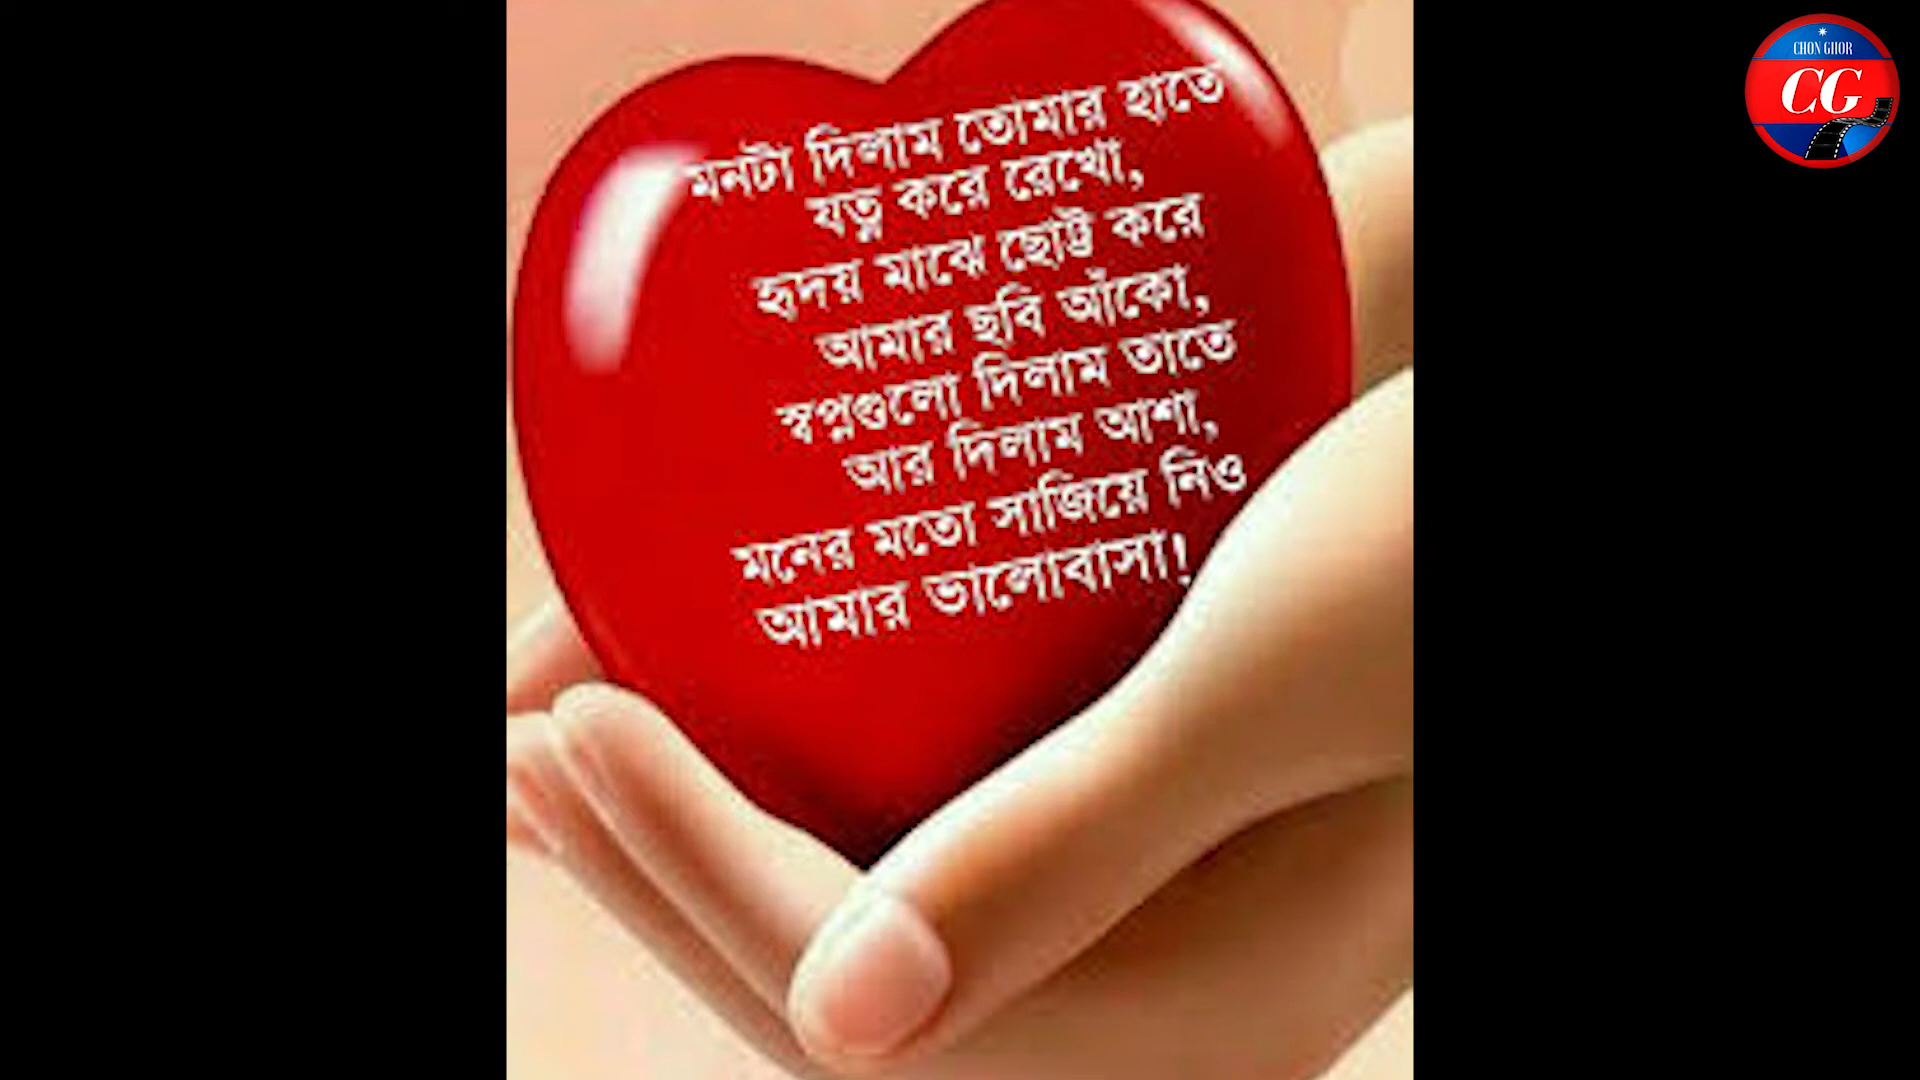 CHON GHOR
CG
মনটা দিলাম তোমার হাতে
যত্ন করে রেখো,
হৃদয় মাঝে ছোট্ট করে
আমার ছবি আঁকো,
স্বপ্নগুলো দিলাম তাতে
আর দিলাম আশা,
মনের মতো সাজিয়ে নিও
আমার ভালোবাসা!